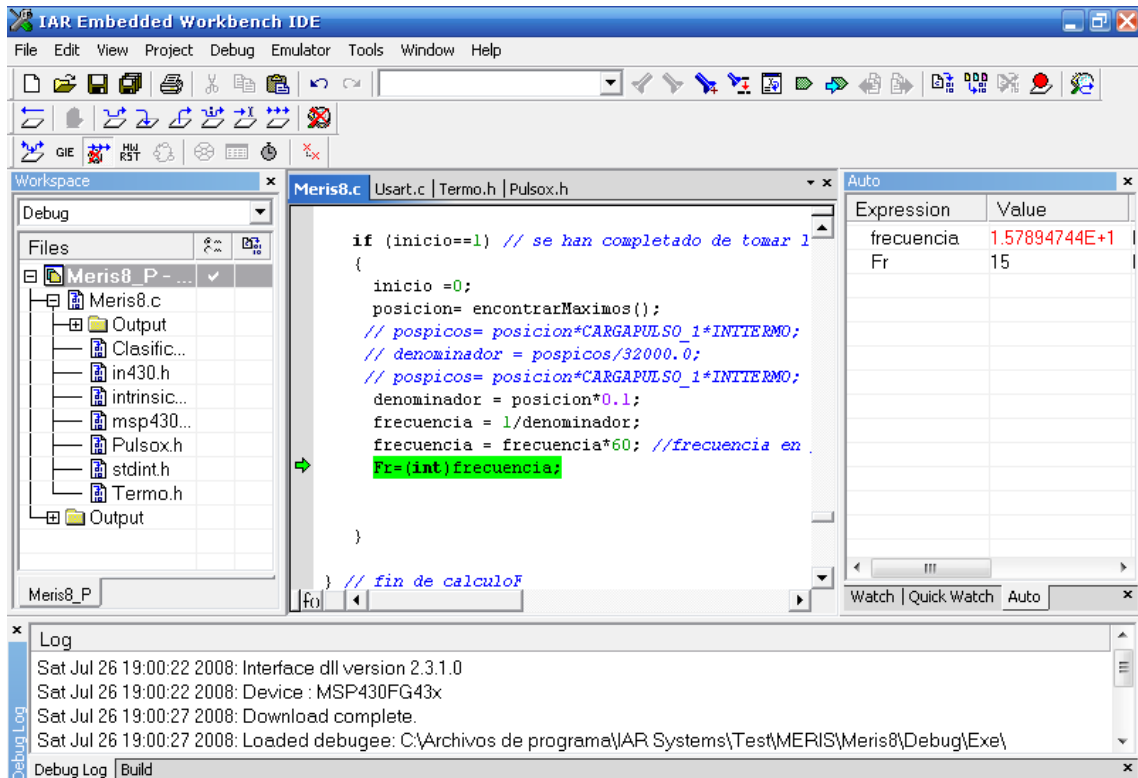 IAR Embedded Workbench IDE
File Edit View Project Debug Emulator Tools Window Help
GIE HW RST
Workspace
Debug
Files
Meris8_P - ...
Meris8.c
Output
Clasific...
in430.h
intrinsic...
msp430...
Pulsox.h
stdint.h
Termo.h
Output
Meris8_P
Meris8.c Usart.c Termo.h Pulsox.h
if (inicio==1) // se han completado de tomar l
{
inicio =0;
posicion= encontrarMaximos();
// pospicos= posicion*CARGAPULSO_1*INTTERMO;
// denominador = pospicos/32000.0;
// pospicos= posicion*CARGAPULSO_1*INTTERMO;
denominador = posicion*0.1;
frecuencia = 1/denominador;
frecuencia = frecuencia*60; //frecuencia en
Fr=(int)frecuencia;
}
} // fin de calculoF
f()
Auto
Expression Value
frecuencia 1.57894744E+1
Fr 15
Watch Quick Watch Auto
Log
Sat Jul 26 19:00:22 2008: Interface dll version 2.3.1.0
Sat Jul 26 19:00:22 2008: Device : MSP430FG43x
Sat Jul 26 19:00:27 2008: Download complete.
Sat Jul 26 19:00:27 2008: Loaded debugee: C:\Archivos de programa\IAR Systems\Test\MERIS\Meris8\Debug\Exe\
Debug Log
Debug Log Build